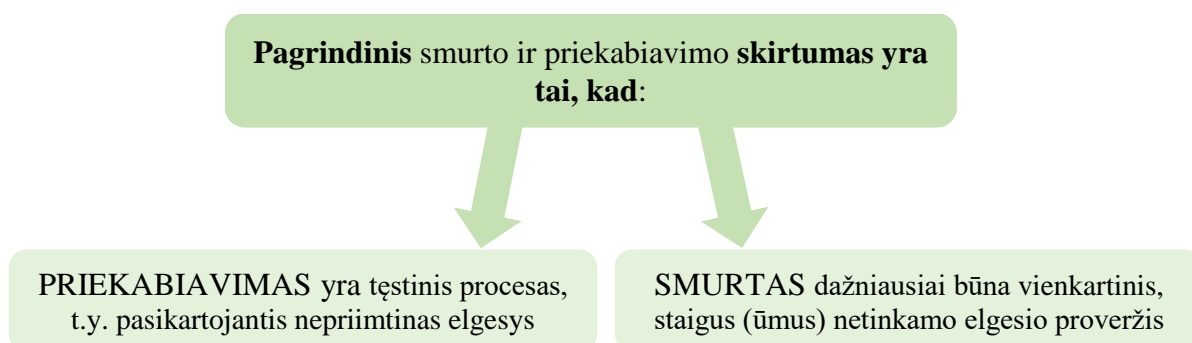 Pagrindinis smurto ir priekabiavimo skirtumas yra
tai, kad:
PRIEKABIAVIMAS yra tęstinis procesas,
t.y. pasikartojantis nepriimtinas elgesys
SMURTAS dažniausiai būna vienkartinis,
staigus (ūmus) netinkamo elgesio proveržis